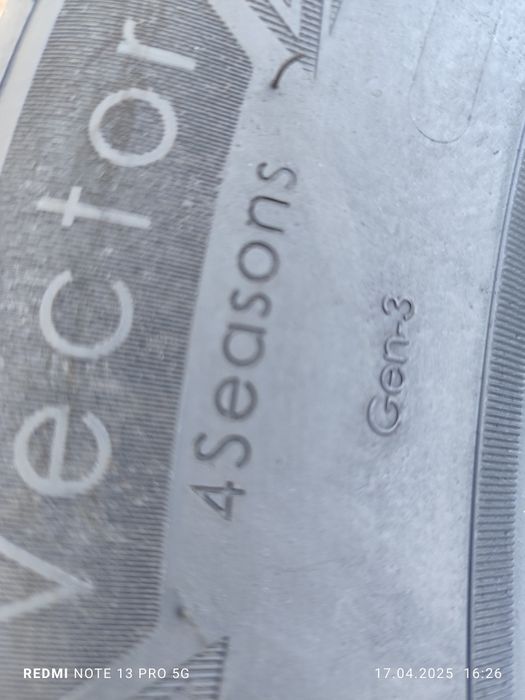 Vector
4Seasons
Gen-3
REDMI NOTE 13 PRO 5G
17.04.2025 16:26